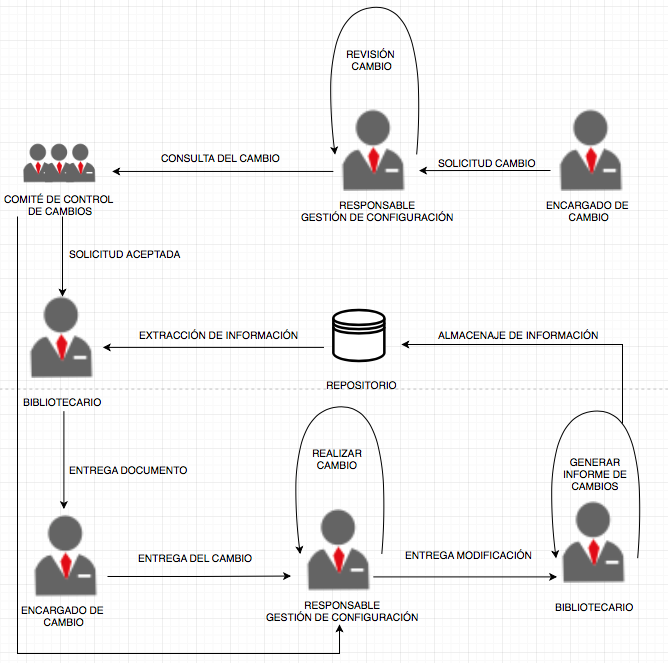 REVISIÓN
CAMBIO
CONSULTA DEL CAMBIO
SOLICITUD CAMBIO
COMITÉ DE CONTROL
DE CAMBIOS
RESPONSABLE
GESTIÓN DE CONFIGURACIÓN
ENCARGADO DE
CAMBIO
SOLICITUD ACEPTADA
EXTRACCIÓN DE INFORMACIÓN
ALMACENAJE DE INFORMACIÓN
REPOSITORIO
BIBLIOTECARIO
REALIZAR
CAMBIO
GENERAR
INFORME DE
CAMBIOS
ENTREGA DOCUMENTO
ENTREGA DEL CAMBIO
ENTREGA MODIFICACIÓN
ENCARGADO DE
CAMBIO
RESPONSABLE
GESTIÓN DE CONFIGURACIÓN
BIBLIOTECARIO